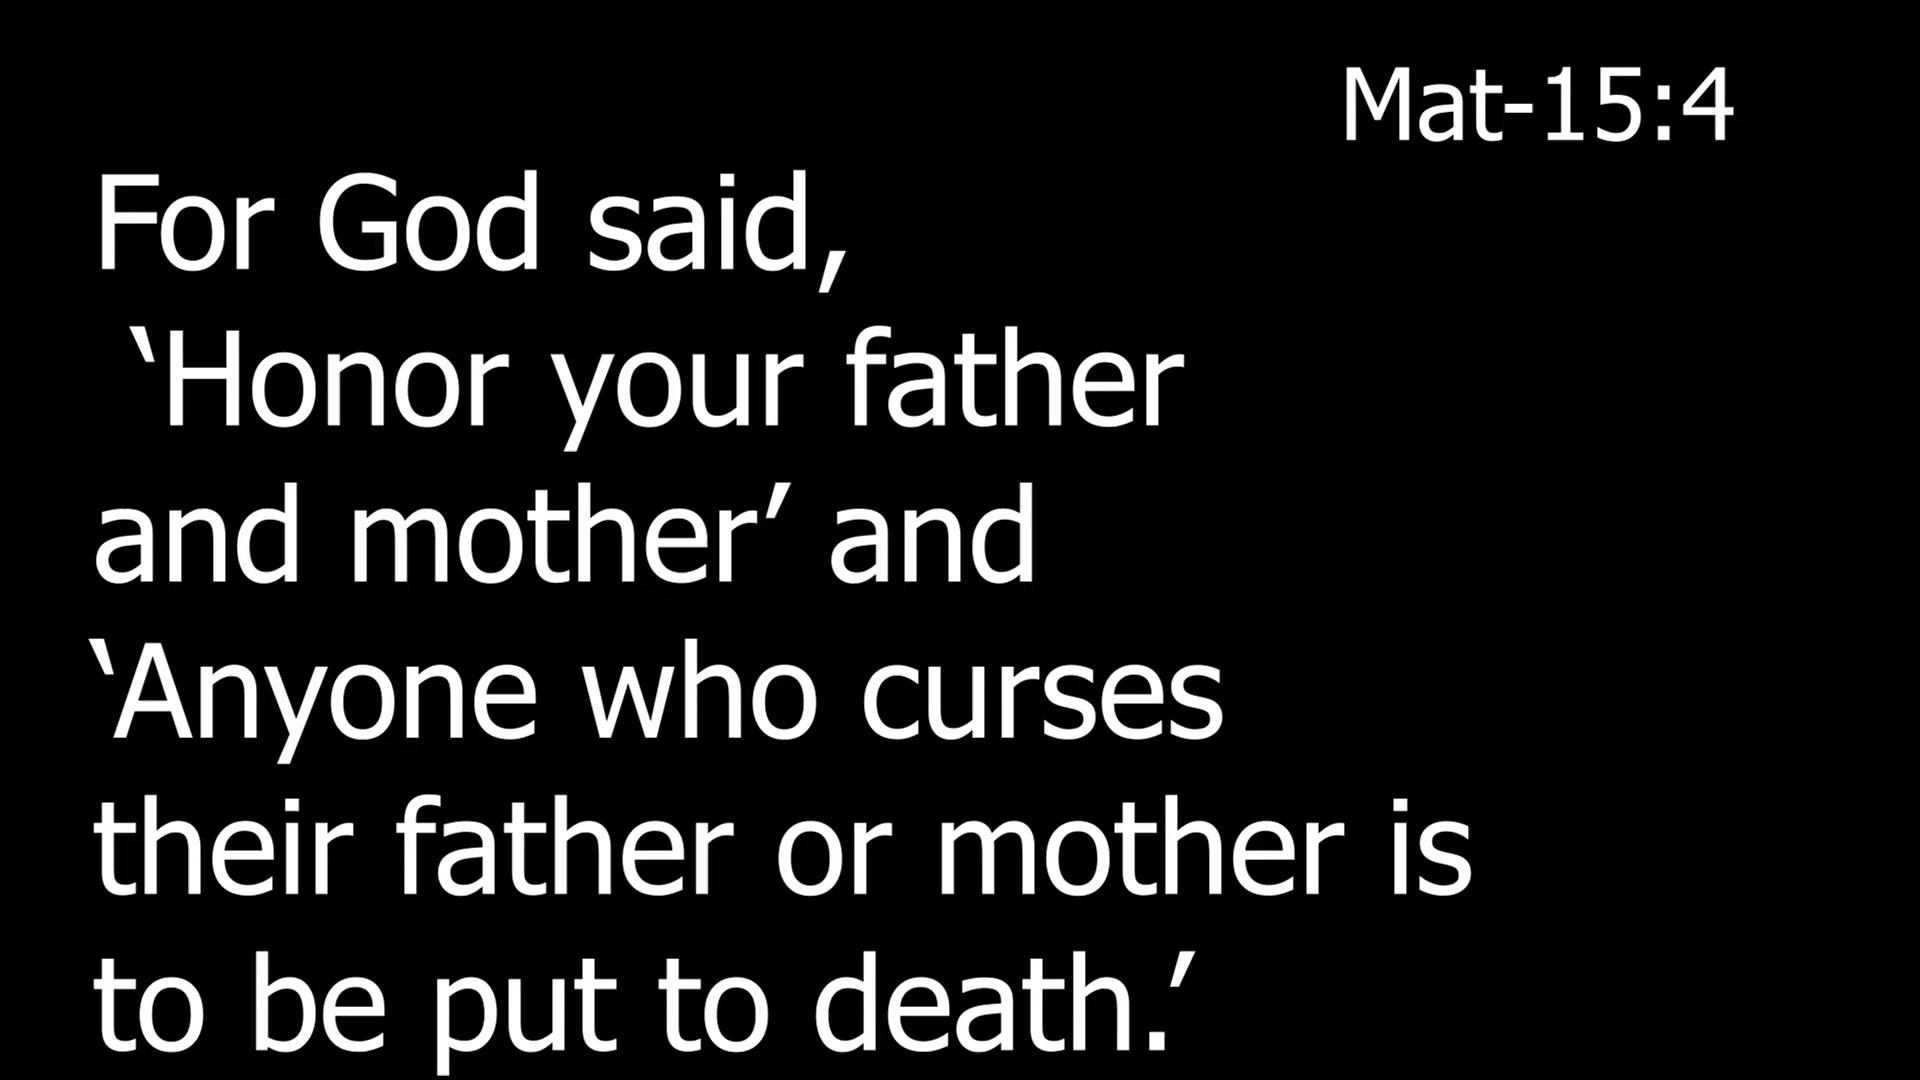 Mat-15:4
For God said,
‘Honor your father
and mother’ and
‘Anyone who curses
their father or mother is
to be put to death.’